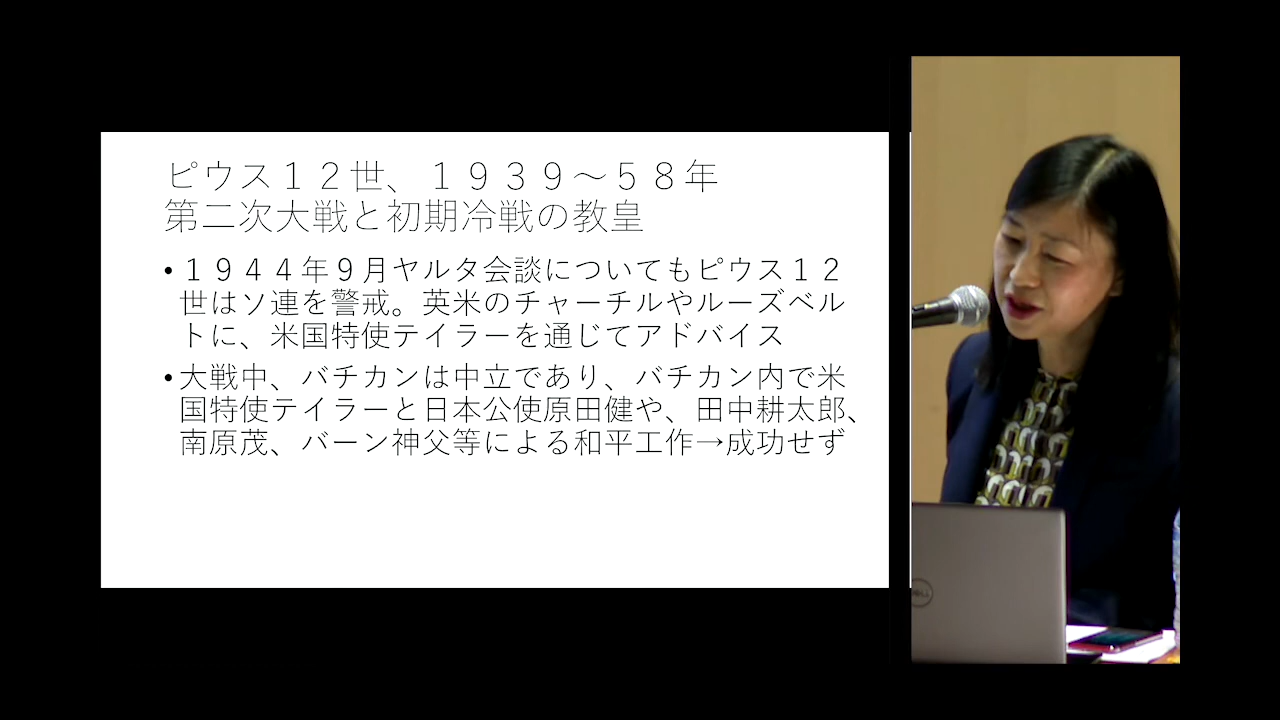 ピウス１２世、１９３９～５８年
第二次大戦と初期冷戦の教皇
•１９４４年９月ヤルタ会談についてもピウス１２
世はソ連を警戒。英米のチャーチルやルーズベル
トに、米国特使テイラーを通じてアドバイス
•大戦中、バチカンは中立であり、バチカン内で米
国特使テイラーと日本公使原田健や、田中耕太郎、
南原茂、バーン神父等による和平工作→成功せず
DELL